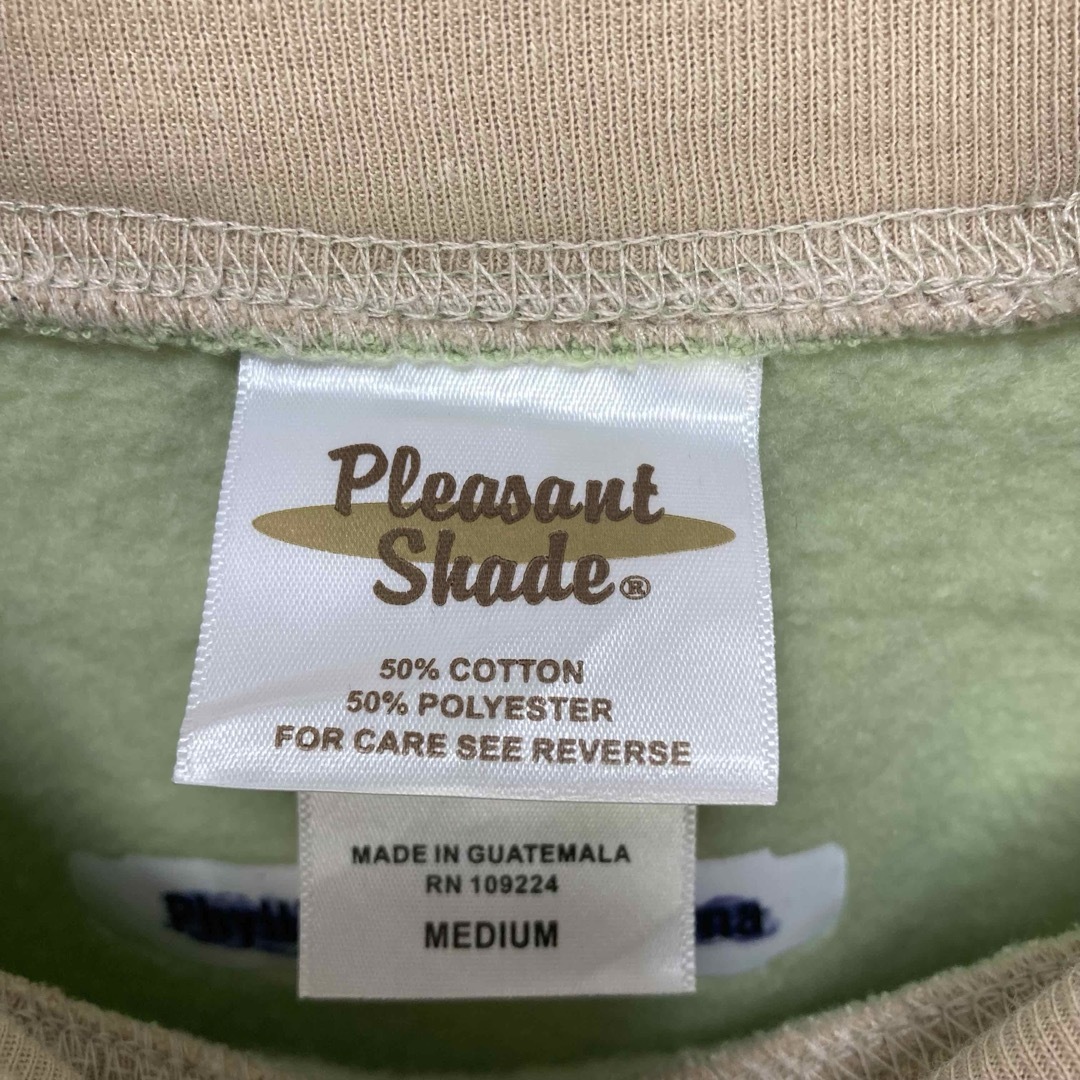 Pleasant
Shade®
50% COTTON
50% POLYESTER
FOR CARE SEE REVERSE
MADE IN GUATEMALA
RN 109224
MEDIUM